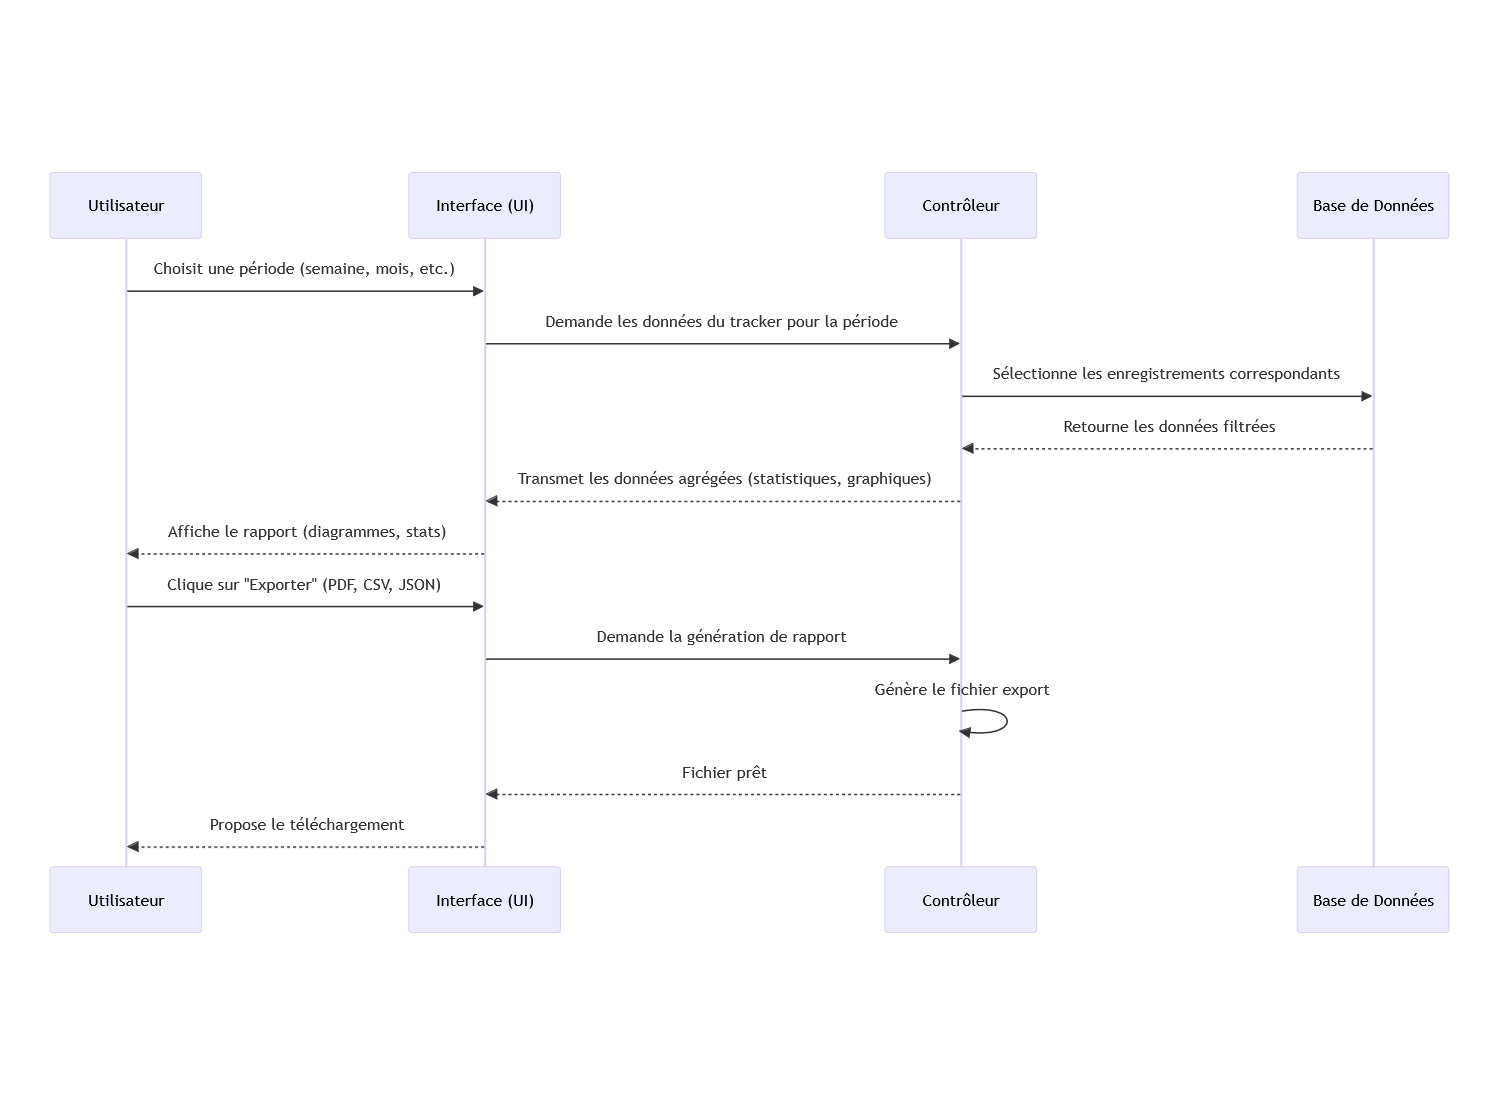 Utilisateur
Interface (UI)
Contrôleur
Base de Données
Choisit une période (semaine, mois, etc.)
Demande les données du tracker pour la période
Sélectionne les enregistrements correspondants
Retourne les données filtrées
Transmet les données agrégées (statistiques, graphiques)
Affiche le rapport (diagrammes, stats)
Clique sur "Exporter" (PDF, CSV, JSON)
Demande la génération de rapport
Génère le fichier export
Fichier prêt
Propose le téléchargement
Utilisateur
Interface (UI)
Contrôleur
Base de Données